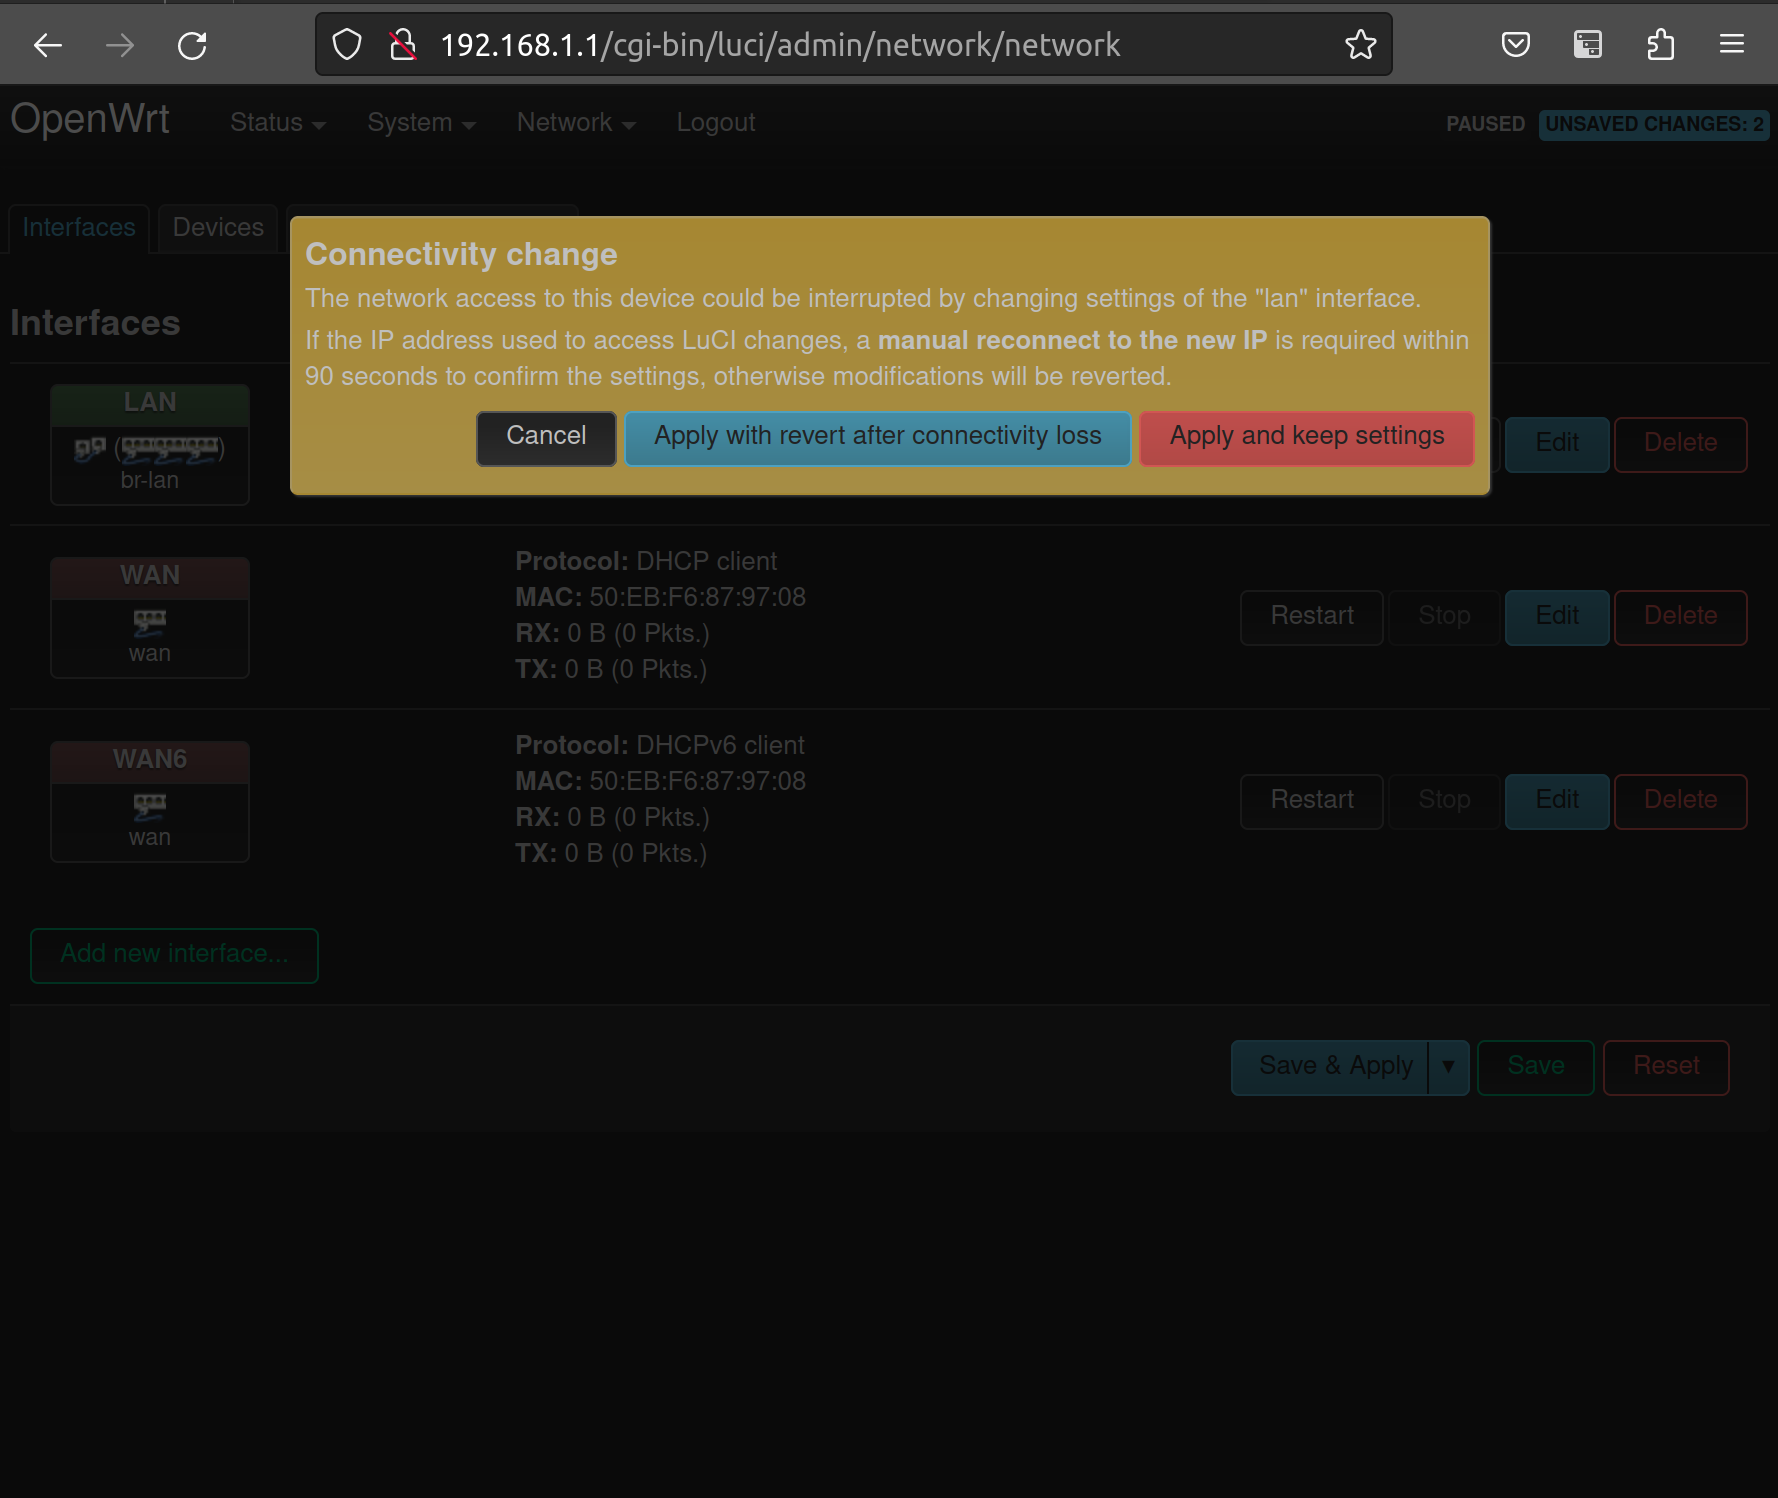 192.168.1.1/cgi-bin/luci/admin/network/network
OpenWrt Status System Network Logout PAUSED UNSAVED CHANGES: 2
Interfaces Devices
Connectivity change
The network access to this device could be interrupted by changing settings of the "lan" interface.
If the IP address used to access LuCI changes, a manual reconnect to the new IP is required within
90 seconds to confirm the settings, otherwise modifications will be reverted.
Cancel Apply with revert after connectivity loss Apply and keep settings
Interfaces
LAN
( )
br-lan
Edit Delete
WAN
wan
Protocol: DHCP client
MAC: 50:EB:F6:87:97:08
RX: 0 B (0 Pkts.)
TX: 0 B (0 Pkts.)
Restart Stop Edit Delete
WAN6
wan
Protocol: DHCPv6 client
MAC: 50:EB:F6:87:97:08
RX: 0 B (0 Pkts.)
TX: 0 B (0 Pkts.)
Restart Stop Edit Delete
Add new interface...
Save & Apply ▼ Save Reset